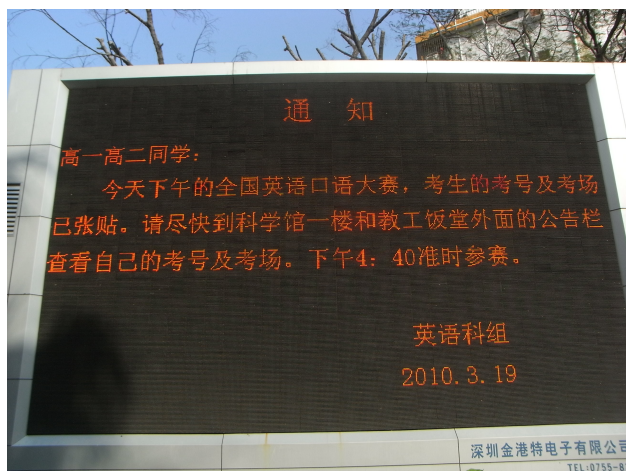 通 知
高一高二同学：
今天下午的全国英语口语大赛，考生的考号及考场
已张贴。请尽快到科学馆一楼和教工饭堂外面的公告栏
查看自己的考号及考场。下午4：40准时参赛。
英语科组
2010.3.19
深圳金港特电子有限公司
TEL:0755-8